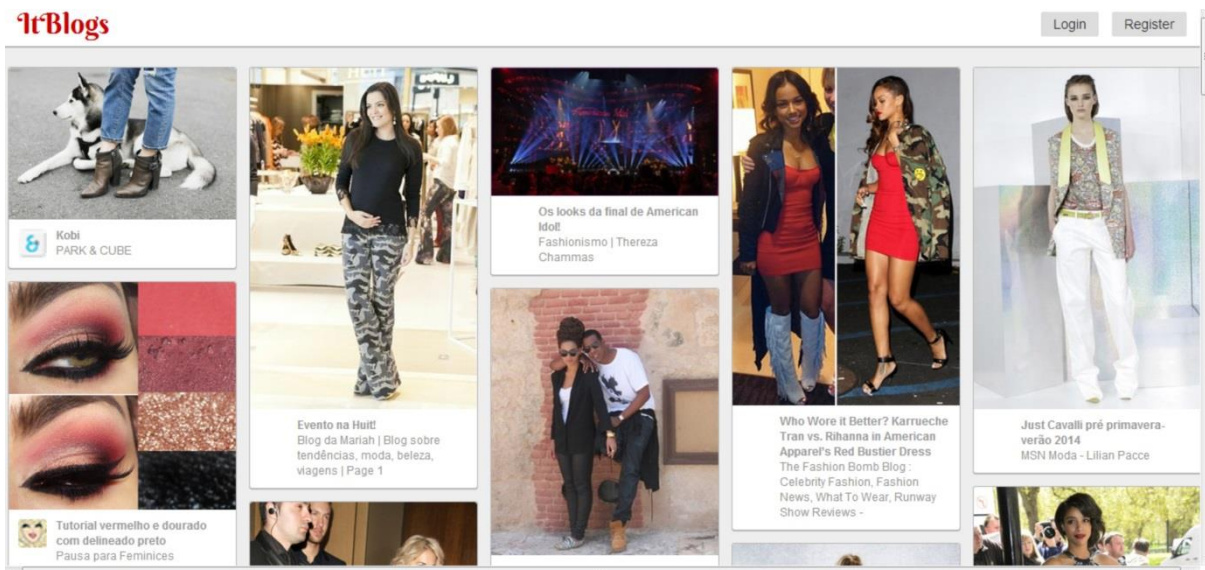 ItBlogs
Login
Register
Kobi
PARK & CUBE
Tutorial vermelho e dourado
com delineado preto
Pausa para Feminices
Evento na Huit!
Blog da Mariah | Blog sobre
tendências, moda, beleza,
viagens | Page 1
Os looks da final de American
Idol!
Fashionismo | Thereza
Chammas
Who Wore it Better? Karrueche
Tran vs. Rihanna in American
Apparel's Red Bustier Dress
The Fashion Bomb Blog :
Celebrity Fashion, Fashion
News, What To Wear, Runway
Show Reviews -
Just Cavalli pré primavera-
verão 2014
MSN Moda - Lilian Pacce